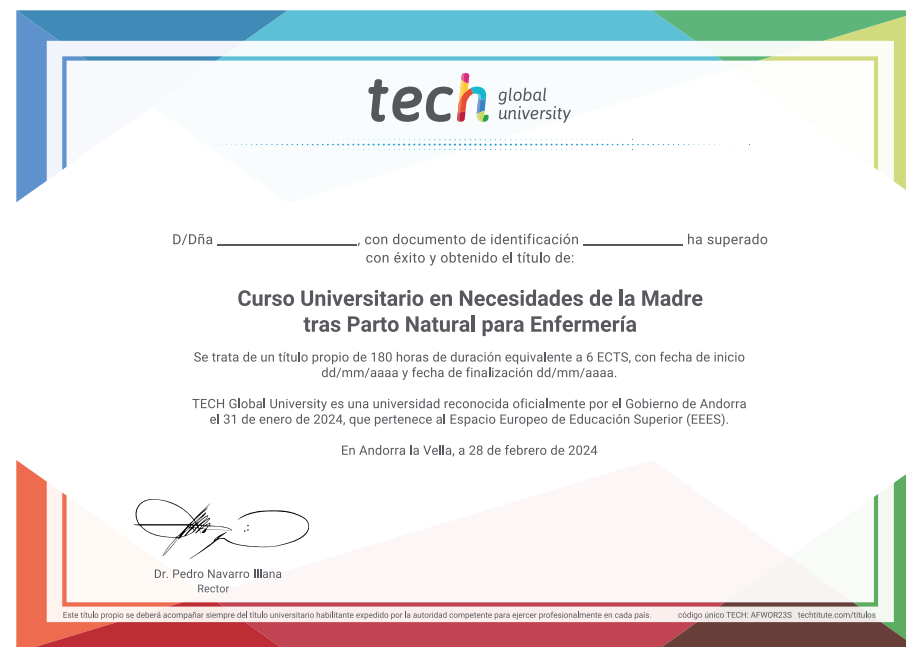 tech global university
D/Dña ____________, con documento de identificación ____________ ha superado
con éxito y obtenido el título de:
Curso Universitario en Necesidades de la Madre
tras Parto Natural para Enfermería
Se trata de un título propio de 180 horas de duración equivalente a 6 ECTS, con fecha de inicio
dd/mm/aaaa y fecha de finalización dd/mm/aaaa.
TECH Global University es una universidad reconocida oficialmente por el Gobierno de Andorra
el 31 de enero de 2024, que pertenece al Espacio Europeo de Educación Superior (EEES).
En Andorra la Vella, a 28 de febrero de 2024
Dr. Pedro Navarro Illana
Rector
Este título propio se deberá acompañar siempre del título universitario habilitante expedido por la autoridad competente para ejercer profesionalmente en cada país. código único TECH: AFWOR23S techtitute.com/titulos